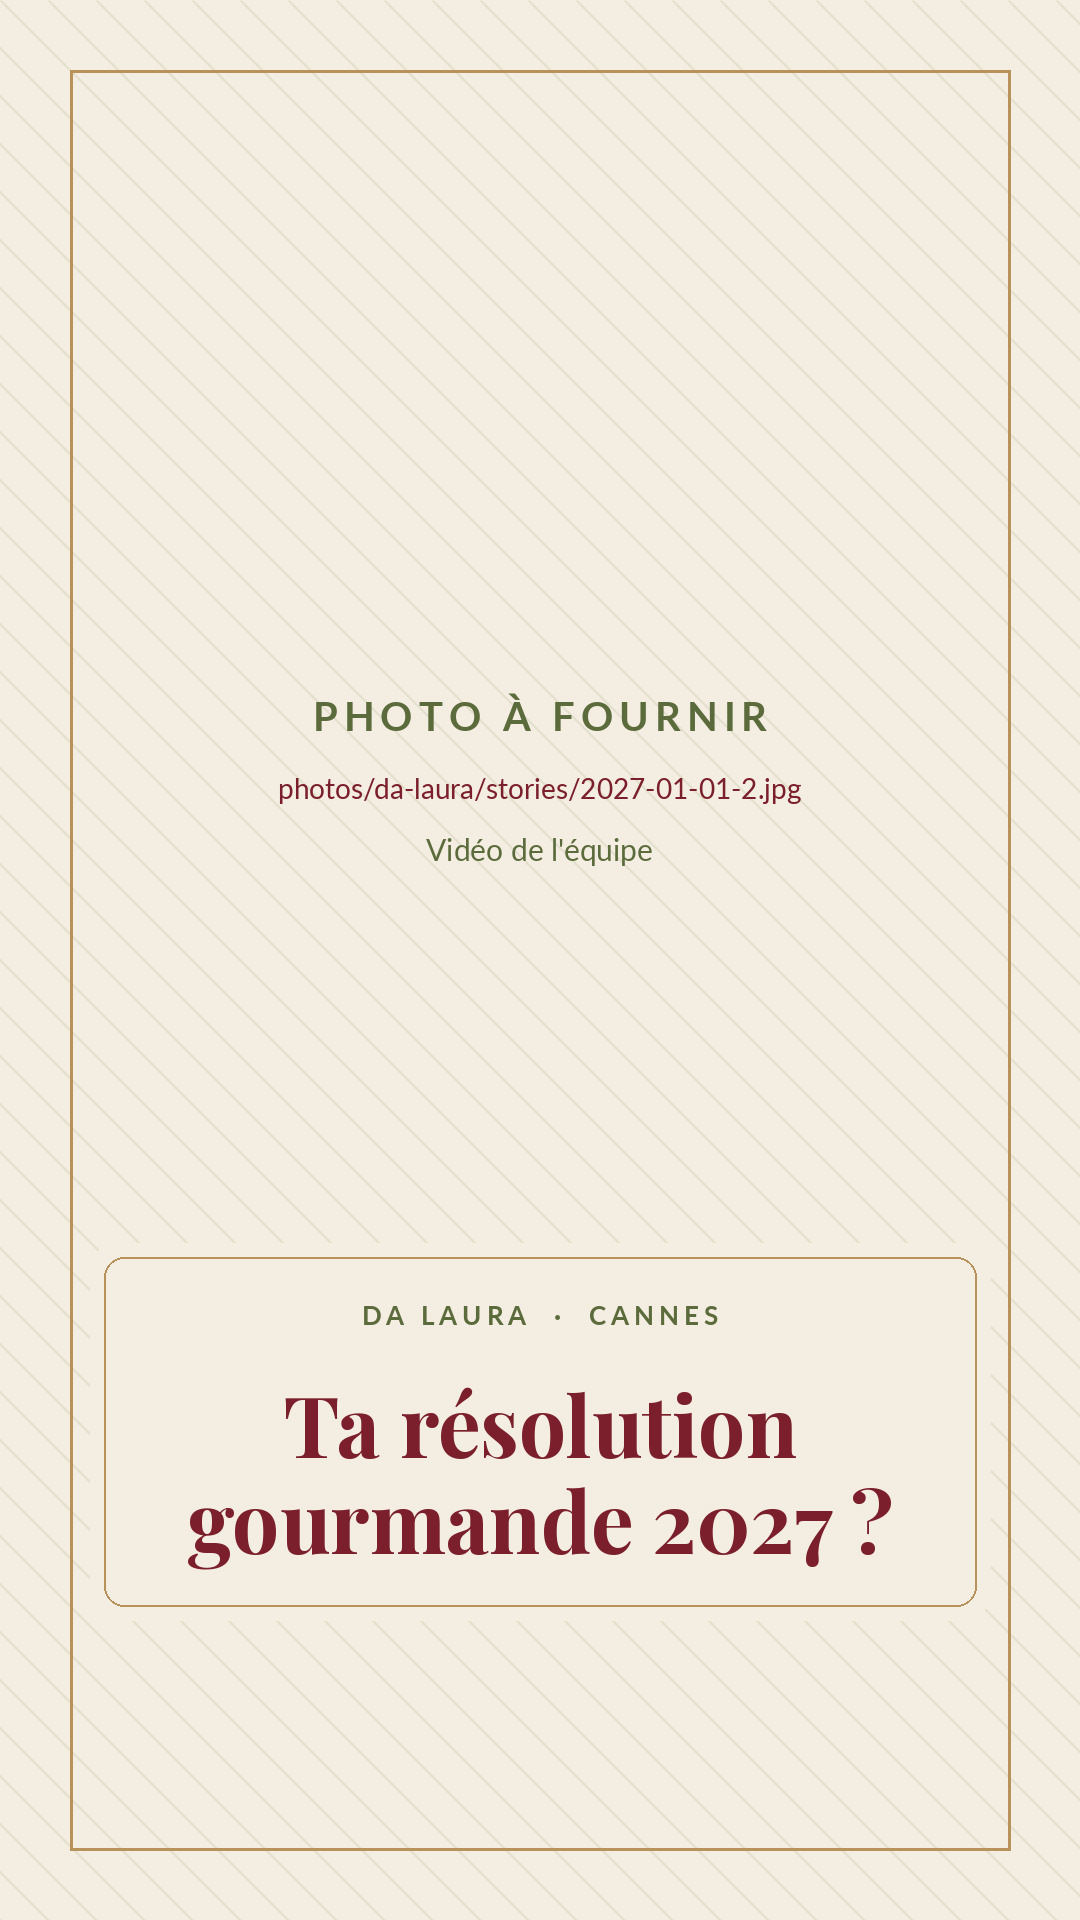 PHOTO À FOURNIR
photos/da-laura/stories/2027-01-01-2.jpg
Vidéo de l'équipe
DA LAURA · CANNES
Ta résolution
gourmande 2027 ?